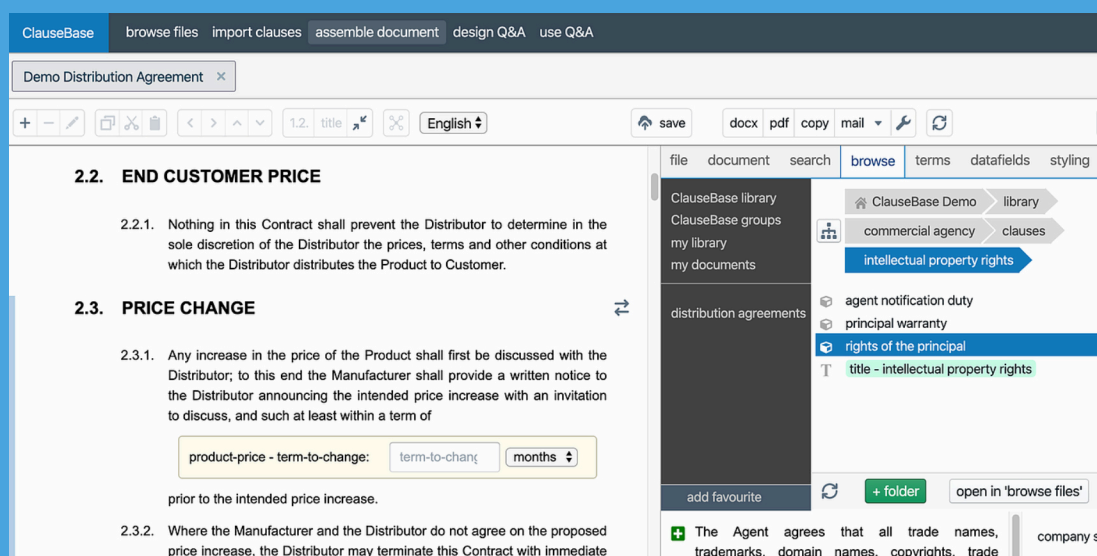 ClauseBase browse files import clauses assemble document design Q&A use Q&A
Demo Distribution Agreement ×
1.2. title English save docx pdf copy mail
file document search browse terms datafields styling
2.2. END CUSTOMER PRICE
2.2.1. Nothing in this Contract shall prevent the Distributor to determine in the
sole discretion of the Distributor the prices, terms and other conditions at
which the Distributor distributes the Product to Customer.
2.3. PRICE CHANGE
2.3.1. Any increase in the price of the Product shall first be discussed with the
Distributor; to this end the Manufacturer shall provide a written notice to
the Distributor announcing the intended price increase with an invitation
to discuss, and such at least within a term of
product-price - term-to-change: term-to-chang months
prior to the intended price increase.
2.3.2. Where the Manufacturer and the Distributor do not agree on the proposed
price increase, the Distributor may terminate this Contract with immediate
ClauseBase library
ClauseBase groups
my library
my documents
distribution agreements
add favourite
ClauseBase Demo library
commercial agency clauses
intellectual property rights
agent notification duty
principal warranty
rights of the principal
T title - intellectual property rights
+ folder open in 'browse files'
The Agent agrees that all trade names,
trademarks, domain names, copyrights, trade
company s